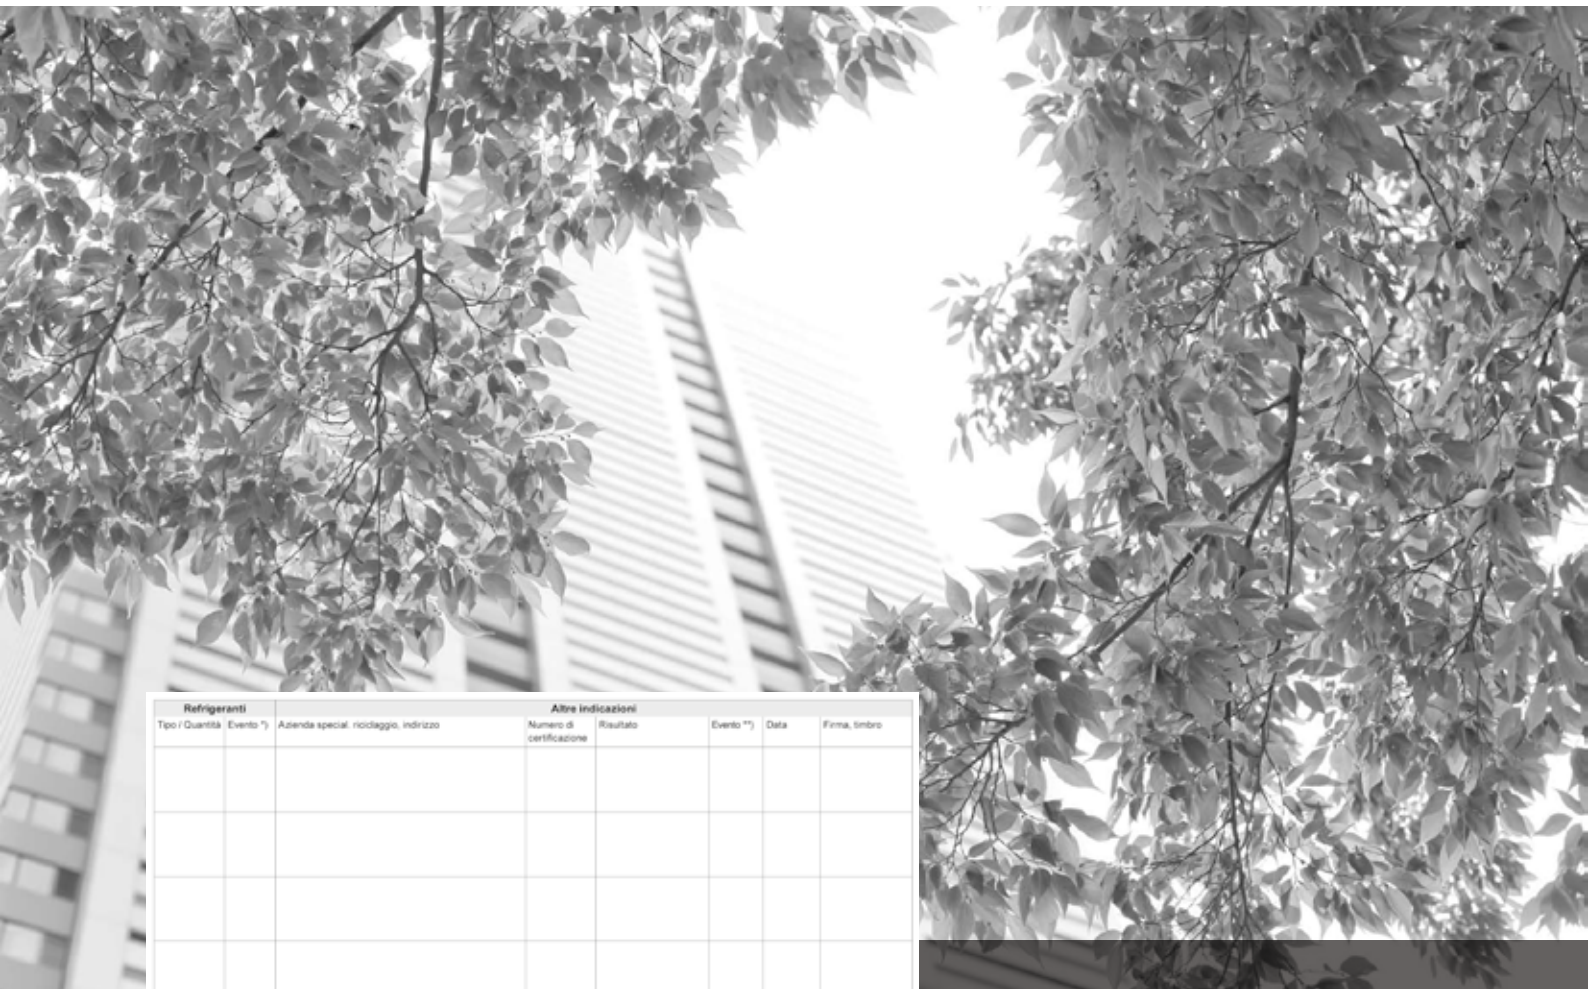 Refrigeranti Altre indicazioni
Tipo / Quantità Evento *) Azienda special. riciclaggio, indirizzo Numero di Risultato Evento **) Data Firma, timbro
certificazione